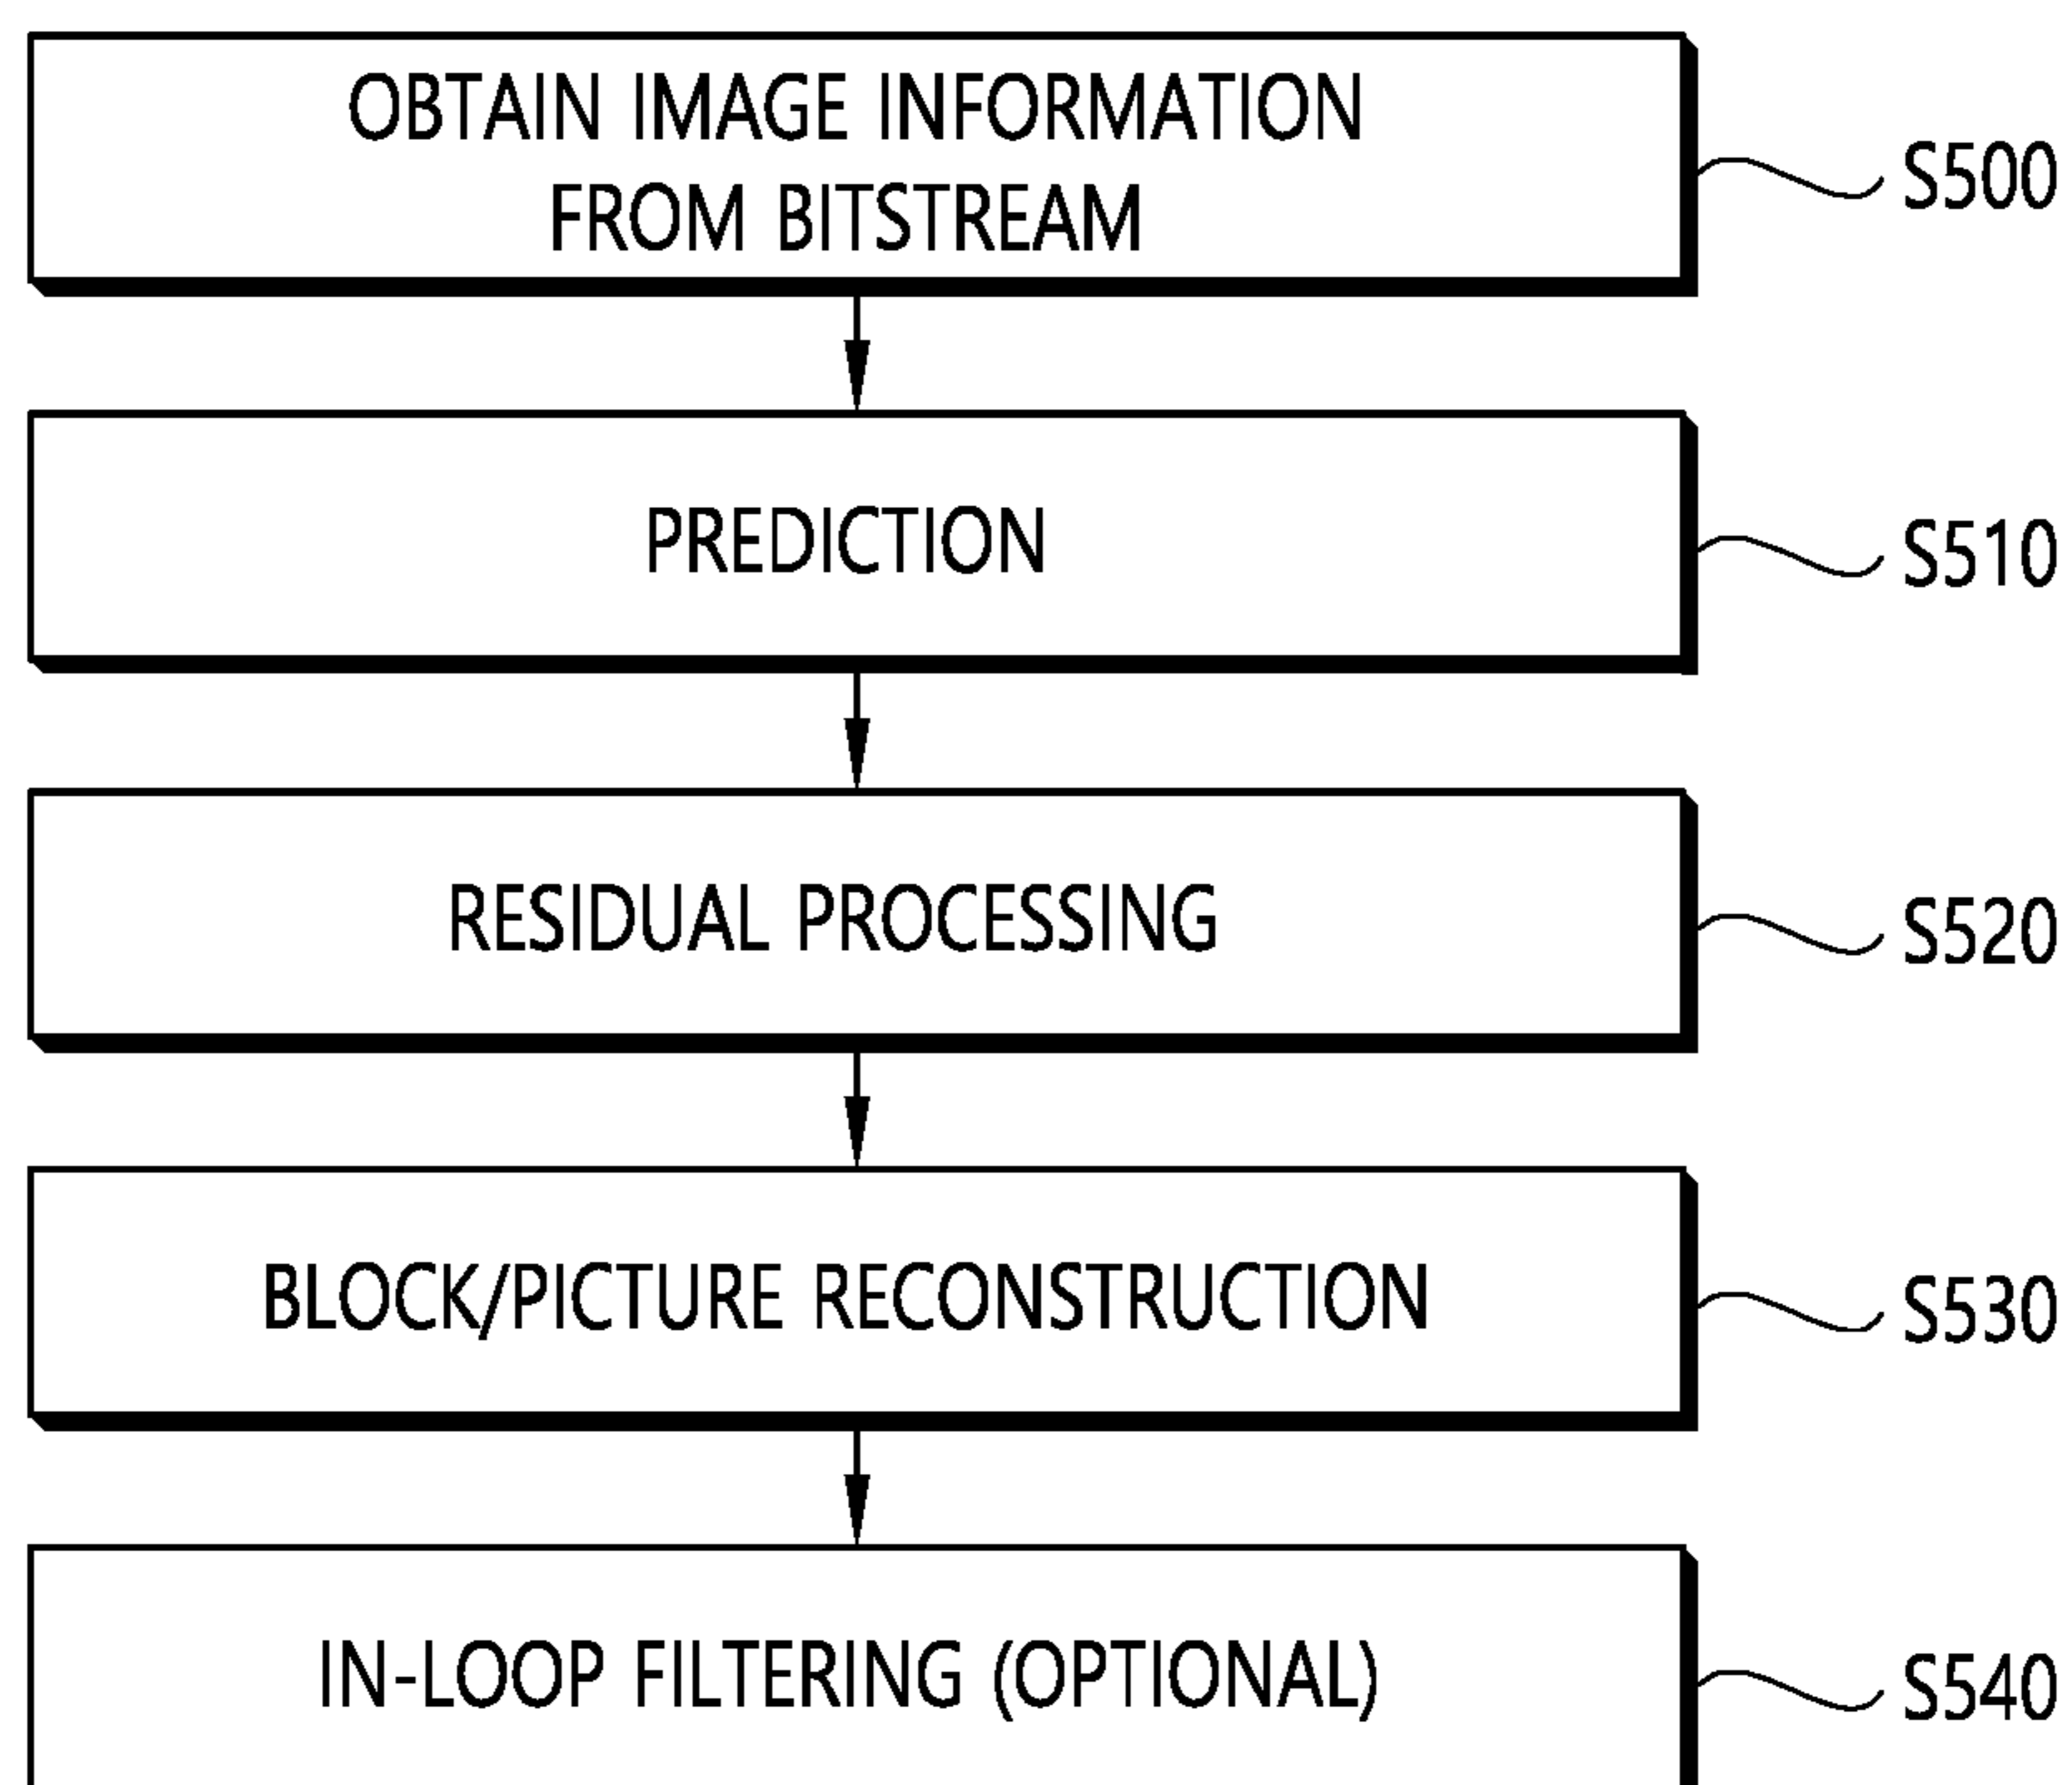 OBTAIN IMAGE INFORMATION
FROM BITSTREAM
S500
PREDICTION
S510
RESIDUAL PROCESSING
S520
BLOCK/PICTURE RECONSTRUCTION
S530
IN-LOOP FILTERING (OPTIONAL)
S540